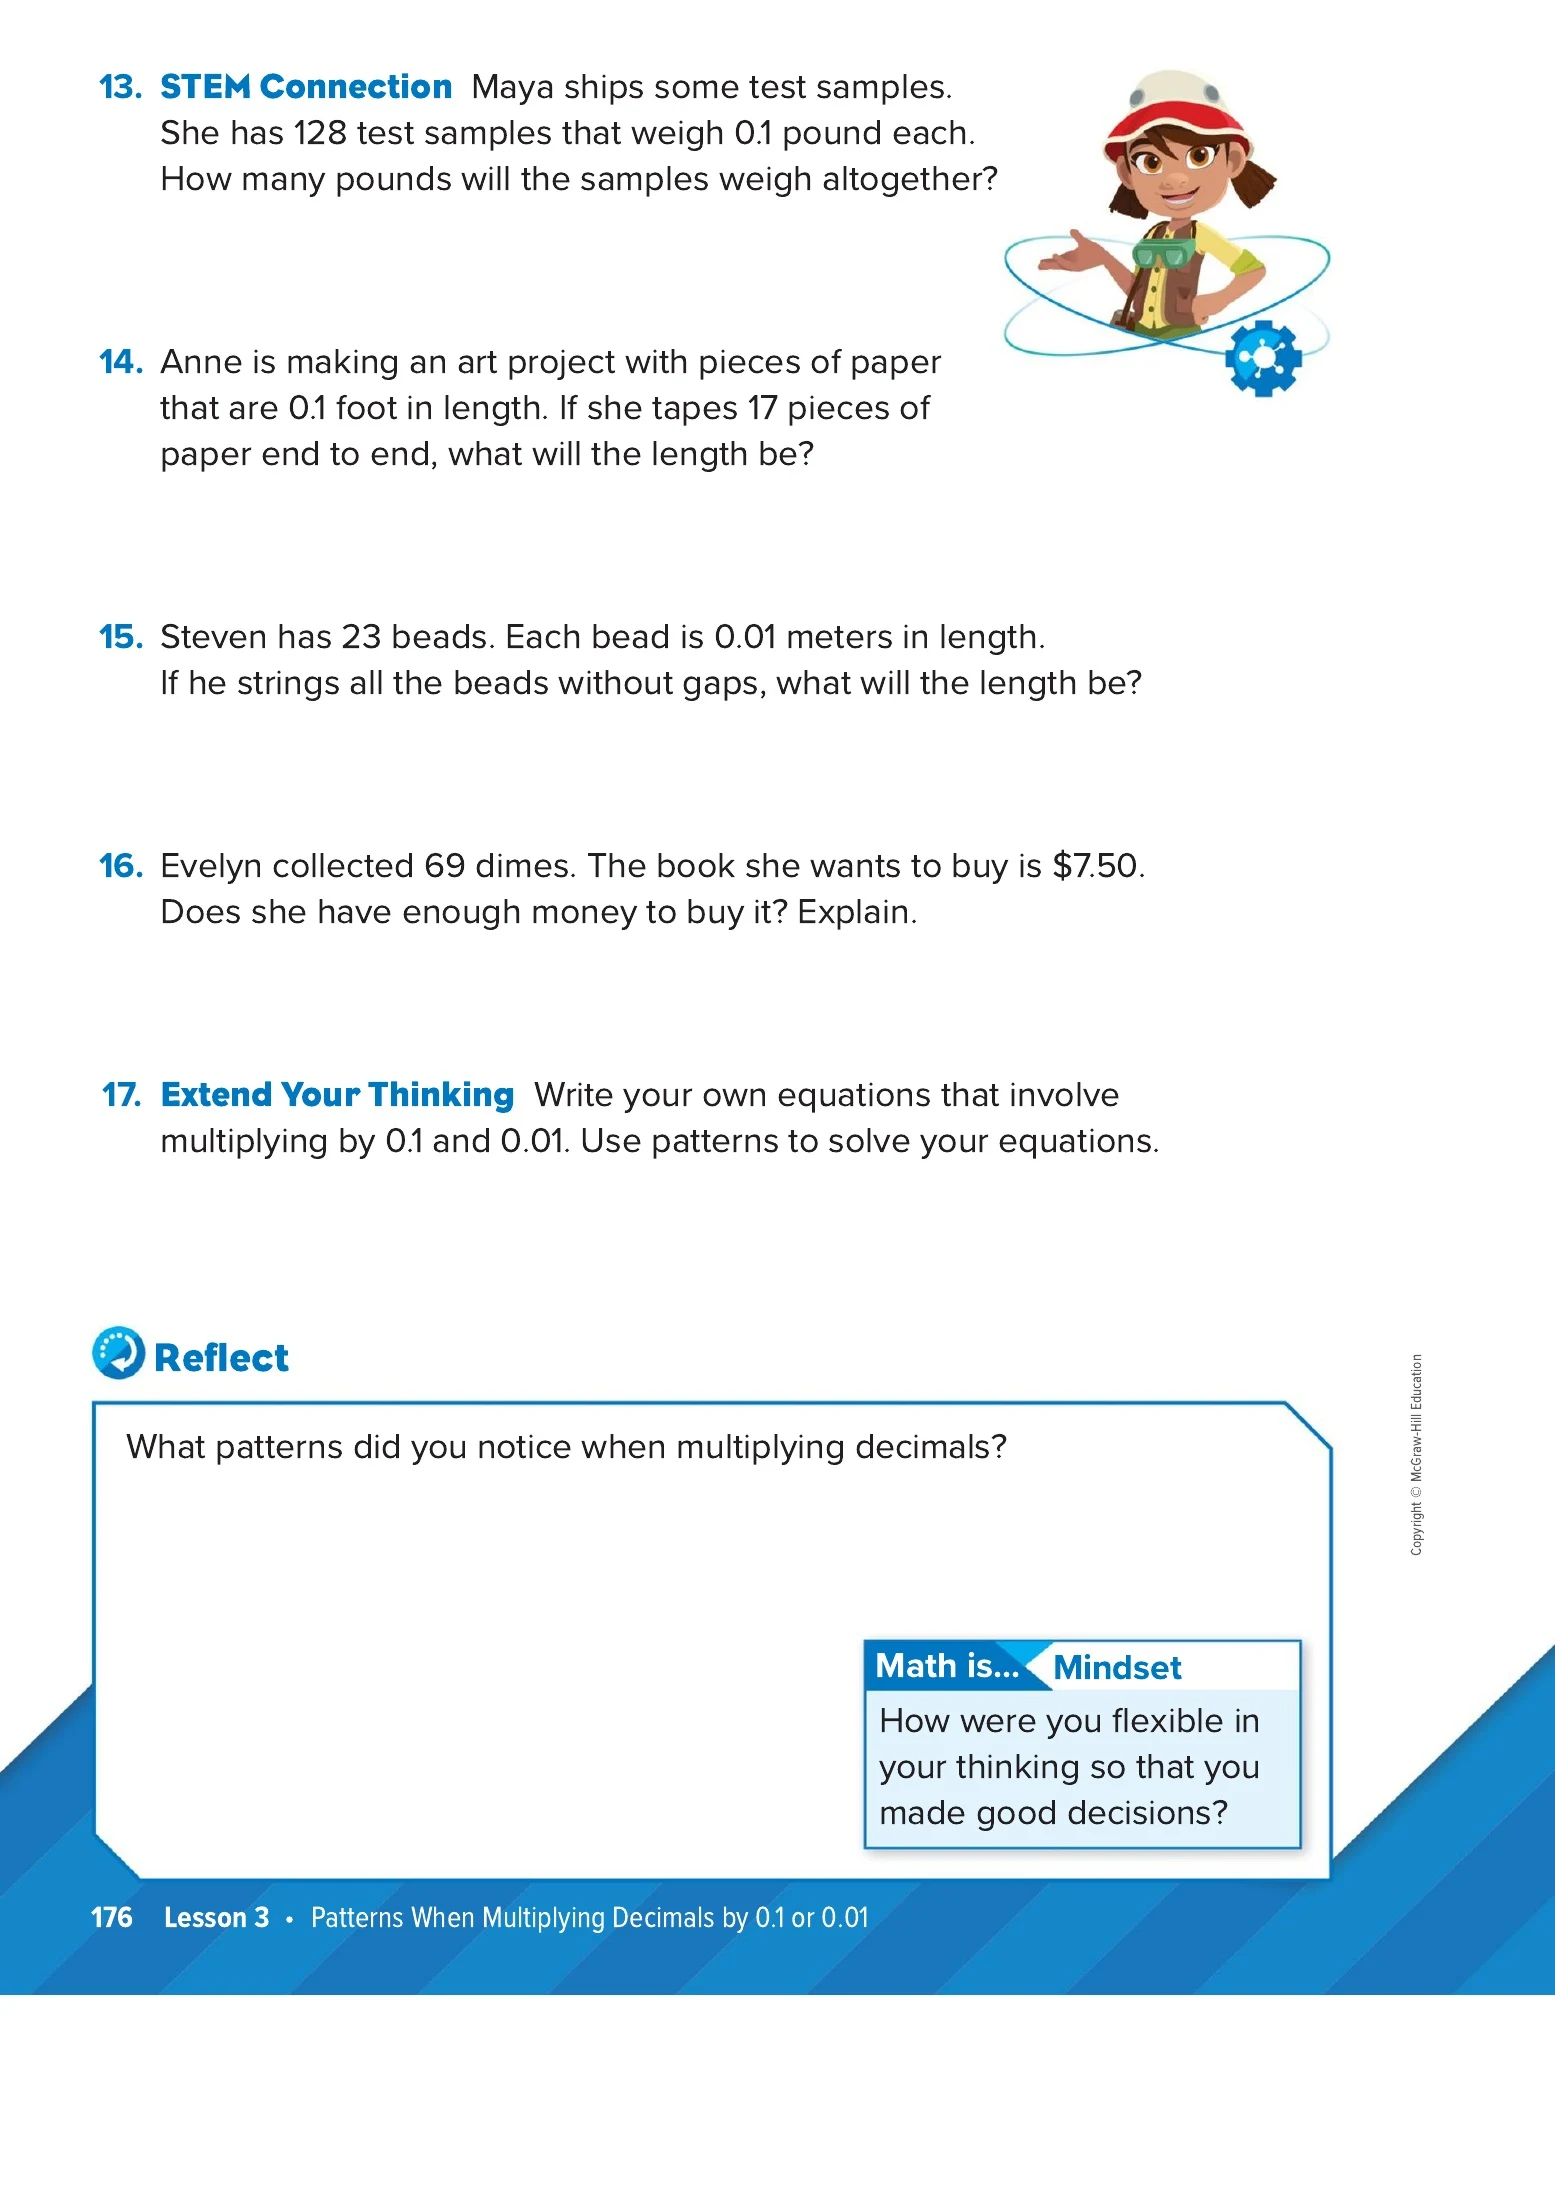 13. STEM Connection Maya ships some test samples.
She has 128 test samples that weigh 0.1 pound each.
How many pounds will the samples weigh altogether?
14. Anne is making an art project with pieces of paper
that are 0.1 foot in length. If she tapes 17 pieces of
paper end to end, what will the length be?
15. Steven has 23 beads. Each bead is 0.01 meters in length.
If he strings all the beads without gaps, what will the length be?
16. Evelyn collected 69 dimes. The book she wants to buy is $7.50.
Does she have enough money to buy it? Explain.
17. Extend Your Thinking Write your own equations that involve
multiplying by 0.1 and 0.01. Use patterns to solve your equations.
Reflect
What patterns did you notice when multiplying decimals?
Math is... Mindset
How were you flexible in
your thinking so that you
made good decisions?
Copyright © McGraw-Hill Education
176 Lesson 3 • Patterns When Multiplying Decimals by 0.1 or 0.01